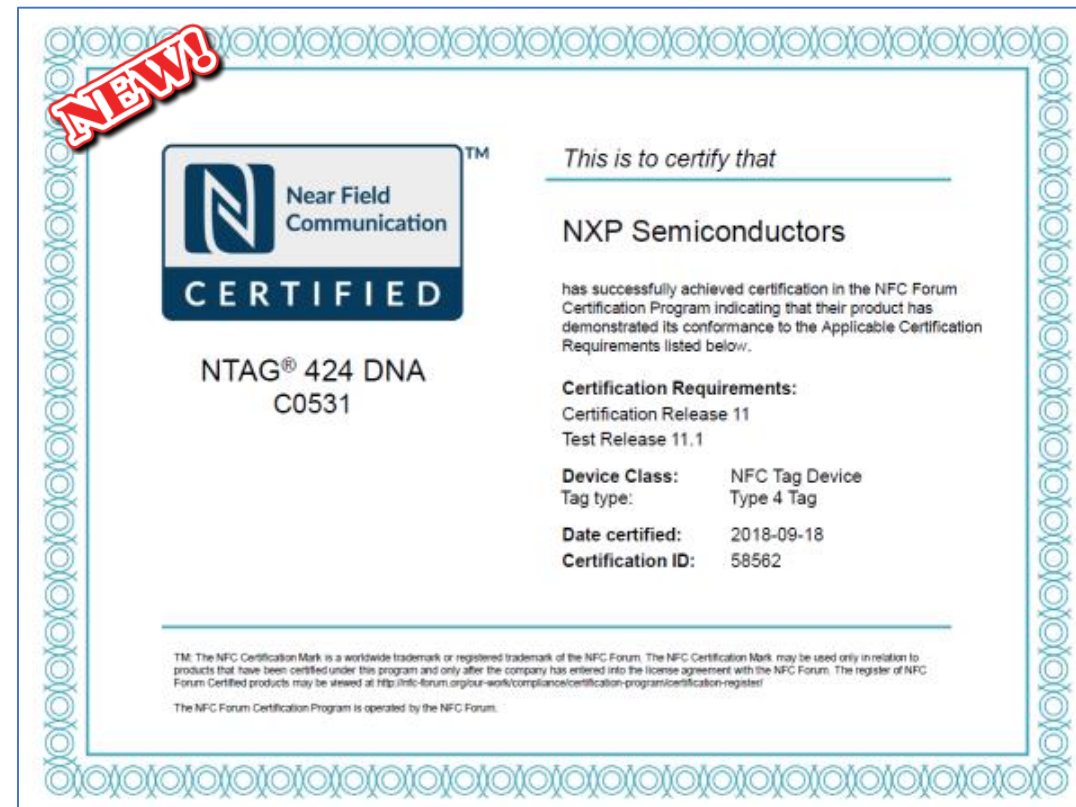 NEW!
Near Field
Communication
TM
CERTIFIED
NTAG® 424 DNA
C0531
This is to certify that
NXP Semiconductors
has successfully achieved certification in the NFC Forum
Certification Program indicating that their product has
demonstrated its conformance to the Applicable Certification
Requirements listed below.
Certification Requirements:
Certification Release 11
Test Release 11.1
Device Class: NFC Tag Device
Tag type: Type 4 Tag
Date certified: 2018-09-18
Certification ID: 58562
TM: The NFC Certification Mark is a worldwide trademark or registered trademark of the NFC Forum. The NFC Certification Mark may be used only in relation to
products that have been certified under this program and only after the company has entered into the license agreement with the NFC Forum. The register of NFC
Forum Certified products may be viewed at http://nfc-forum.org/our-work/compliance/certification-program/certification-register/
The NFC Forum Certification Program is operated by the NFC Forum.